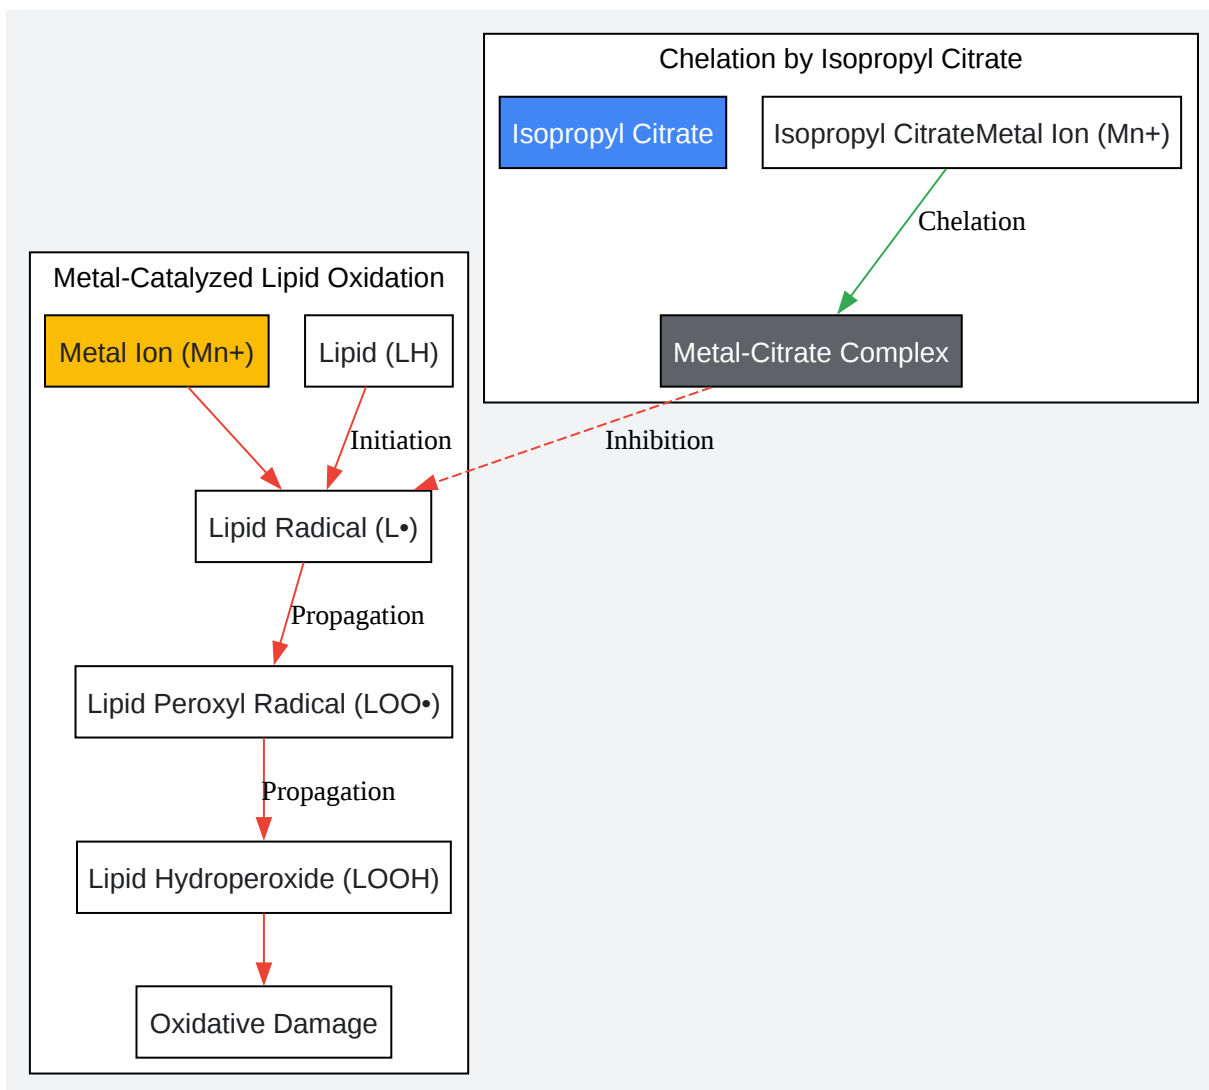 Chelation by Isopropyl Citrate
Isopropyl Citrate
Isopropyl CitrateMetal Ion (Mn+)
Chelation
Metal-Citrate Complex
Inhibition
Metal-Catalyzed Lipid Oxidation
Metal Ion (Mn+)
Lipid (LH)
Initiation
Lipid Radical (L•)
Propagation
Lipid Peroxyl Radical (LOO•)
Propagation
Lipid Hydroperoxide (LOOH)
Oxidative Damage